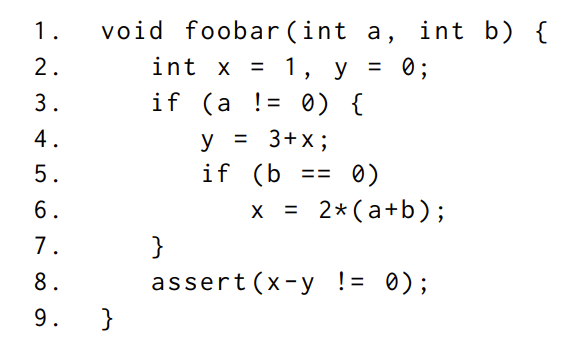 1. void foobar(int a, int b) {
2. int x = 1, y = 0;
3. if (a != 0) {
4. y = 3+x;
5. if (b == 0)
6. x = 2*(a+b);
7. }
8. assert(x-y != 0);
9. }